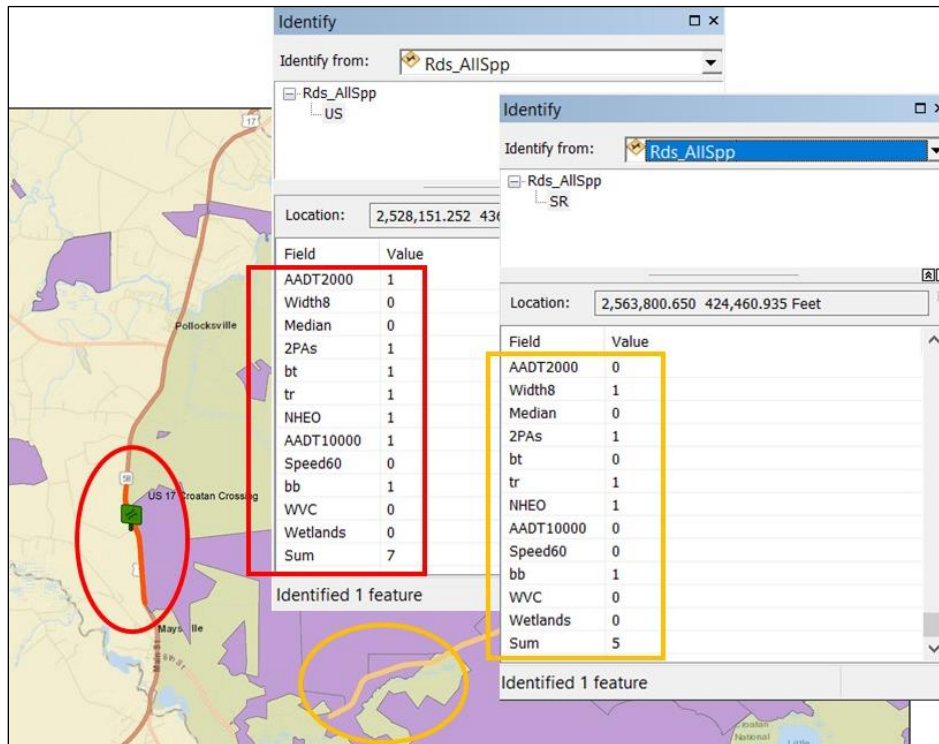 Identify
Identify from: Rds_AllSpp
Rds_AllSpp
US
Location: 2,528,151.252 436
Field Value
AADT2000 1
Width8 0
Median 0
2PAs 1
bt 1
tr 1
NHEO 1
AADT10000 1
Speed60 0
bb 1
WVC 0
Wetlands 0
Sum 7
Identified 1 feature
Identify
Identify from: Rds_AllSpp
Rds_AllSpp
SR
Location: 2,563,800.650 424,460.935 Feet
Field Value
AADT2000 0
Width8 1
Median 0
2PAs 1
bt 0
tr 1
NHEO 1
AADT10000 0
Speed60 0
bb 1
WVC 0
Wetlands 0
Sum 5
Identified 1 feature
17
Pollocksville
58
US 17 Croatan Crossing
Maysville
Main St
Croatan
National
Little